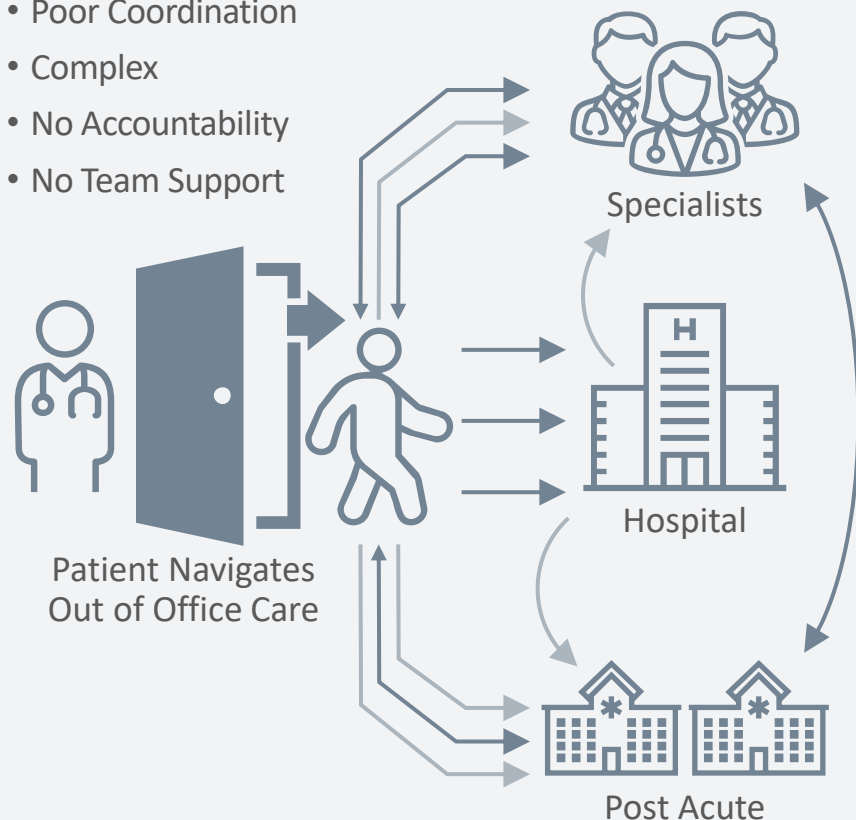 • Poor Coordination
• Complex
• No Accountability
• No Team Support
Specialists
H
Hospital
Patient Navigates
Out of Office Care
Post Acute